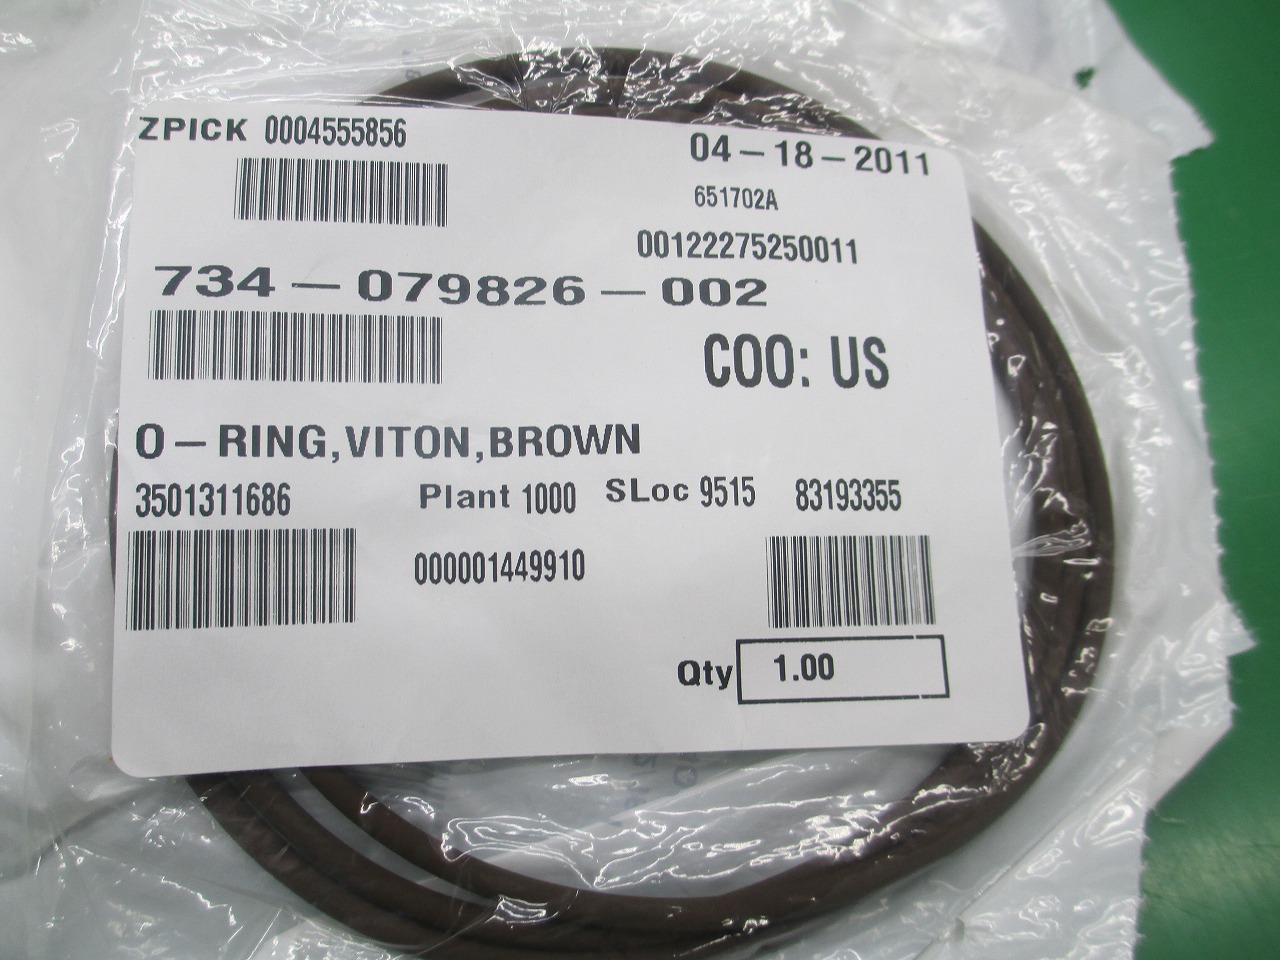 ZPICK 0004555856
04-18-2011
651702A
00122275250011
734-079826-002
COO: US
O-RING,VITON,BROWN
3501311686 Plant 1000 SLoc 9515 83193355
000001449910
Qty 1.00